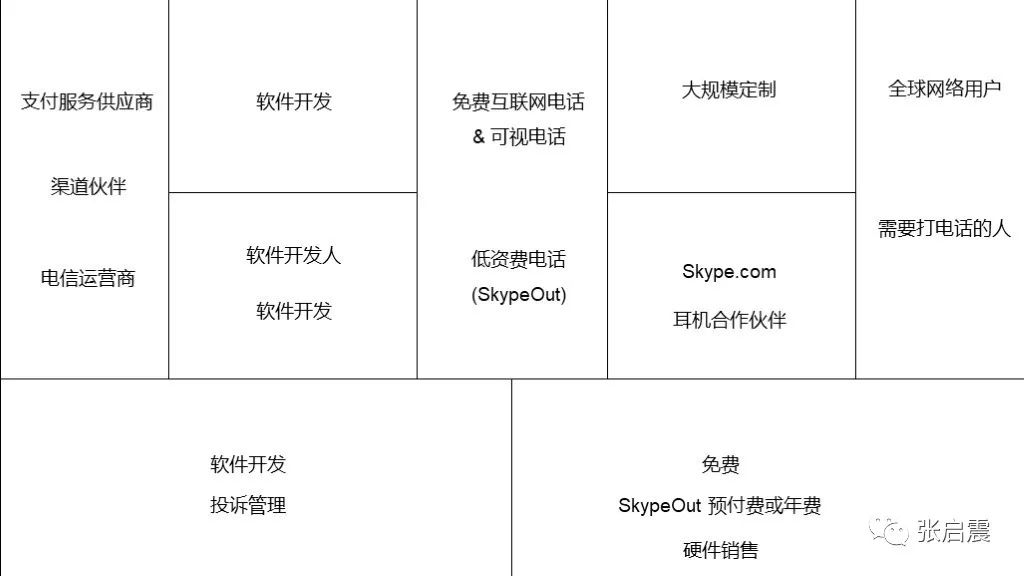 支付服务供应商
渠道伙伴
电信运营商
软件开发
软件开发人
软件开发
免费互联网电话
& 可视电话
低资费电话
(SkypeOut)
大规模定制
Skype.com
耳机合作伙伴
全球网络用户
需要打电话的人
软件开发
投诉管理
免费
SkypeOut 预付费或年费
硬件销售
张启震